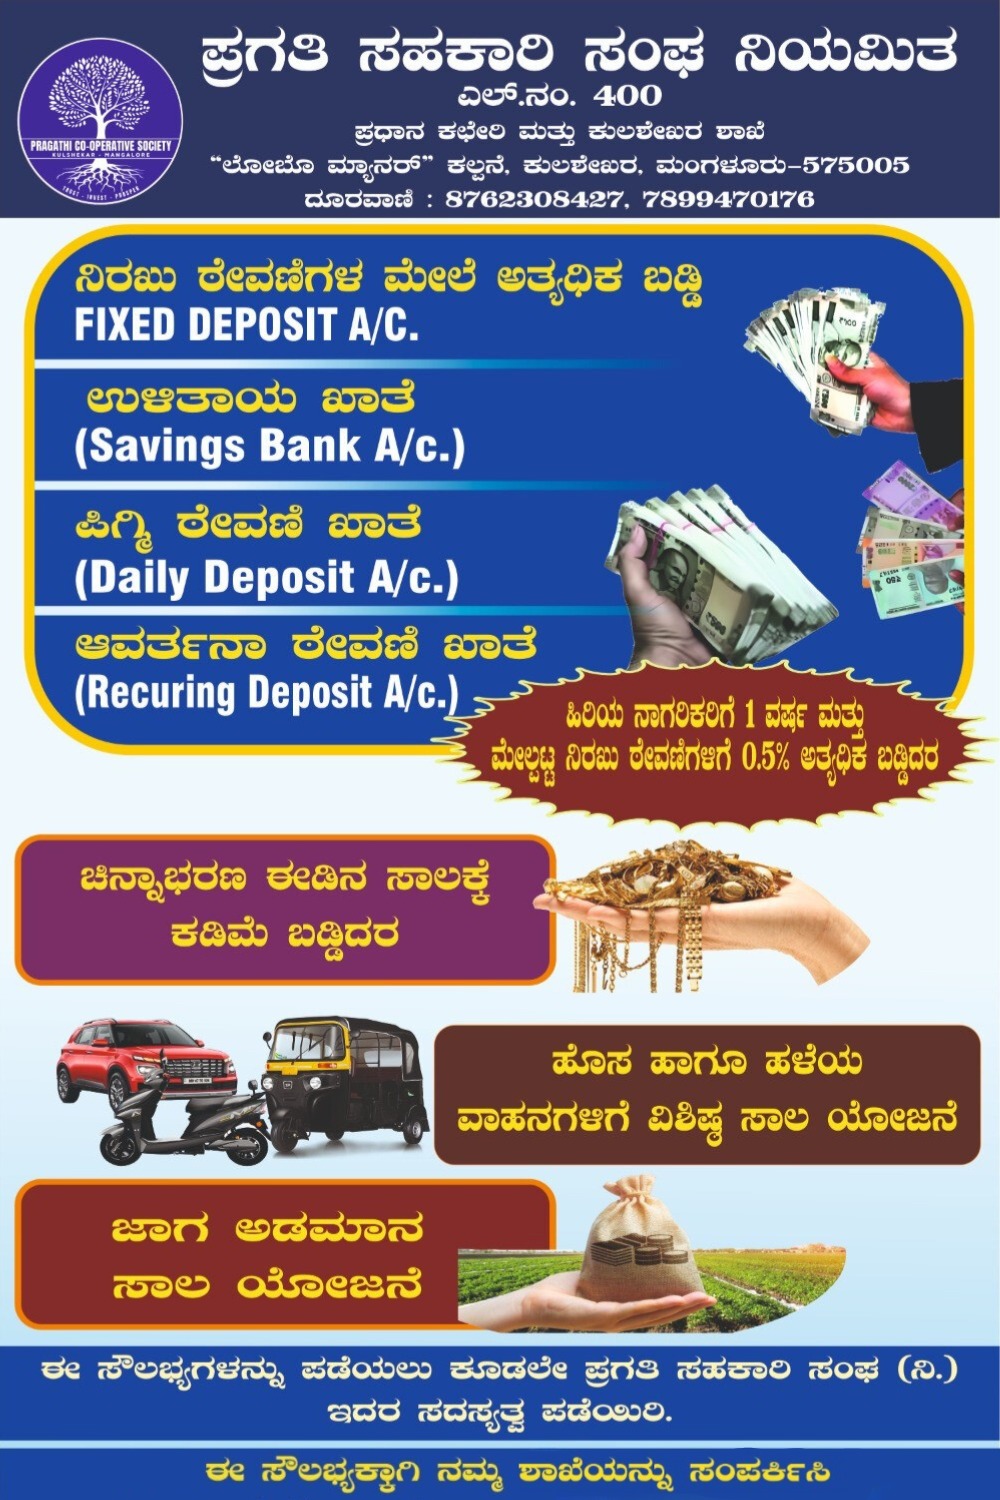 ಪ್ರಗತಿ ಸಹಕಾರಿ ಸಂಘ ನಿಯಮಿತ
ಎಲ್.ನಂ. 400
ಪ್ರಧಾನ ಕಛೇರಿ ಮತ್ತು ಕುಲಶೇಖರ ಶಾಖೆ
“ಲೋಬೊ ಮ್ಯಾನರ್” ಕಲ್ಪನೆ, ಕುಲಶೇಖರ, ಮಂಗಳೂರು-575005
ದೂರವಾಣಿ : 8762308427, 7899470176
PRAGATHI CO-OPERATIVE SOCIETY
KULSHEKAR - MANGALORE
TRUST - INVEST - PROSPER
ನಿರಖು ಠೇವಣಿಗಳ ಮೇಲೆ ಅತ್ಯಧಿಕ ಬಡ್ಡಿ
FIXED DEPOSIT A/C.
ಉಳಿತಾಯ ಖಾತೆ
(Savings Bank A/c.)
ಪಿಗ್ಮಿ ಠೇವಣಿ ಖಾತೆ
(Daily Deposit A/c.)
ಆವರ್ತನಾ ಠೇವಣಿ ಖಾತೆ
(Recuring Deposit A/c.)
ಹಿರಿಯ ನಾಗರಿಕರಿಗೆ 1 ವರ್ಷ ಮತ್ತು
ಮೇಲ್ಪಟ್ಟ ನಿರಖು ಠೇವಣಿಗಳಿಗೆ 0.5% ಅತ್ಯಧಿಕ ಬಡ್ಡಿದರ
ಚಿನ್ನಾಭರಣ ಈಡಿನ ಸಾಲಕ್ಕೆ
ಕಡಿಮೆ ಬಡ್ಡಿದರ
ಹೊಸ ಹಾಗೂ ಹಳೆಯ
ವಾಹನಗಳಿಗೆ ವಿಶಿಷ್ಠ ಸಾಲ ಯೋಜನೆ
ಜಾಗ ಅಡಮಾನ
ಸಾಲ ಯೋಜನೆ
ಈ ಸೌಲಭ್ಯಗಳನ್ನು ಪಡೆಯಲು ಕೂಡಲೇ ಪ್ರಗತಿ ಸಹಕಾರಿ ಸಂಘ (ನಿ.)
ಇದರ ಸದಸ್ಯತ್ವ ಪಡೆಯಿರಿ.
ಈ ಸೌಲಭ್ಯಕ್ಕಾಗಿ ನಮ್ಮ ಶಾಖೆಯನ್ನು ಸಂಪರ್ಕಿಸಿ